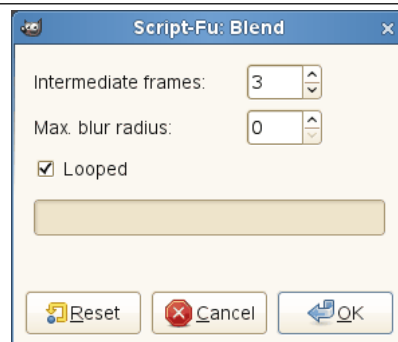 Script-Fu: Blend
Intermediate frames: 3
Max. blur radius: 0
Looped
Reset Cancel OK